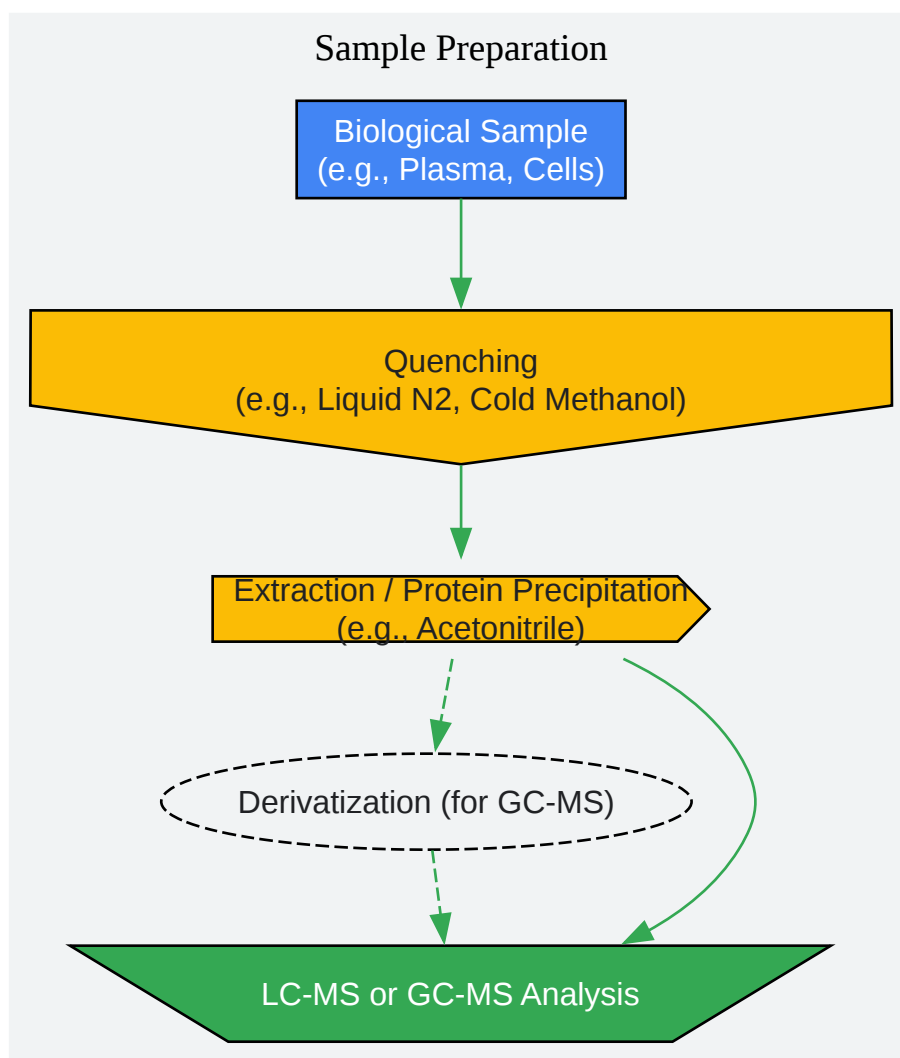 Sample Preparation
Biological Sample
(e.g., Plasma, Cells)
Quenching
(e.g., Liquid N2, Cold Methanol)
Extraction / Protein Precipitation
(e.g., Acetonitrile)
Derivatization (for GC-MS)
LC-MS or GC-MS Analysis